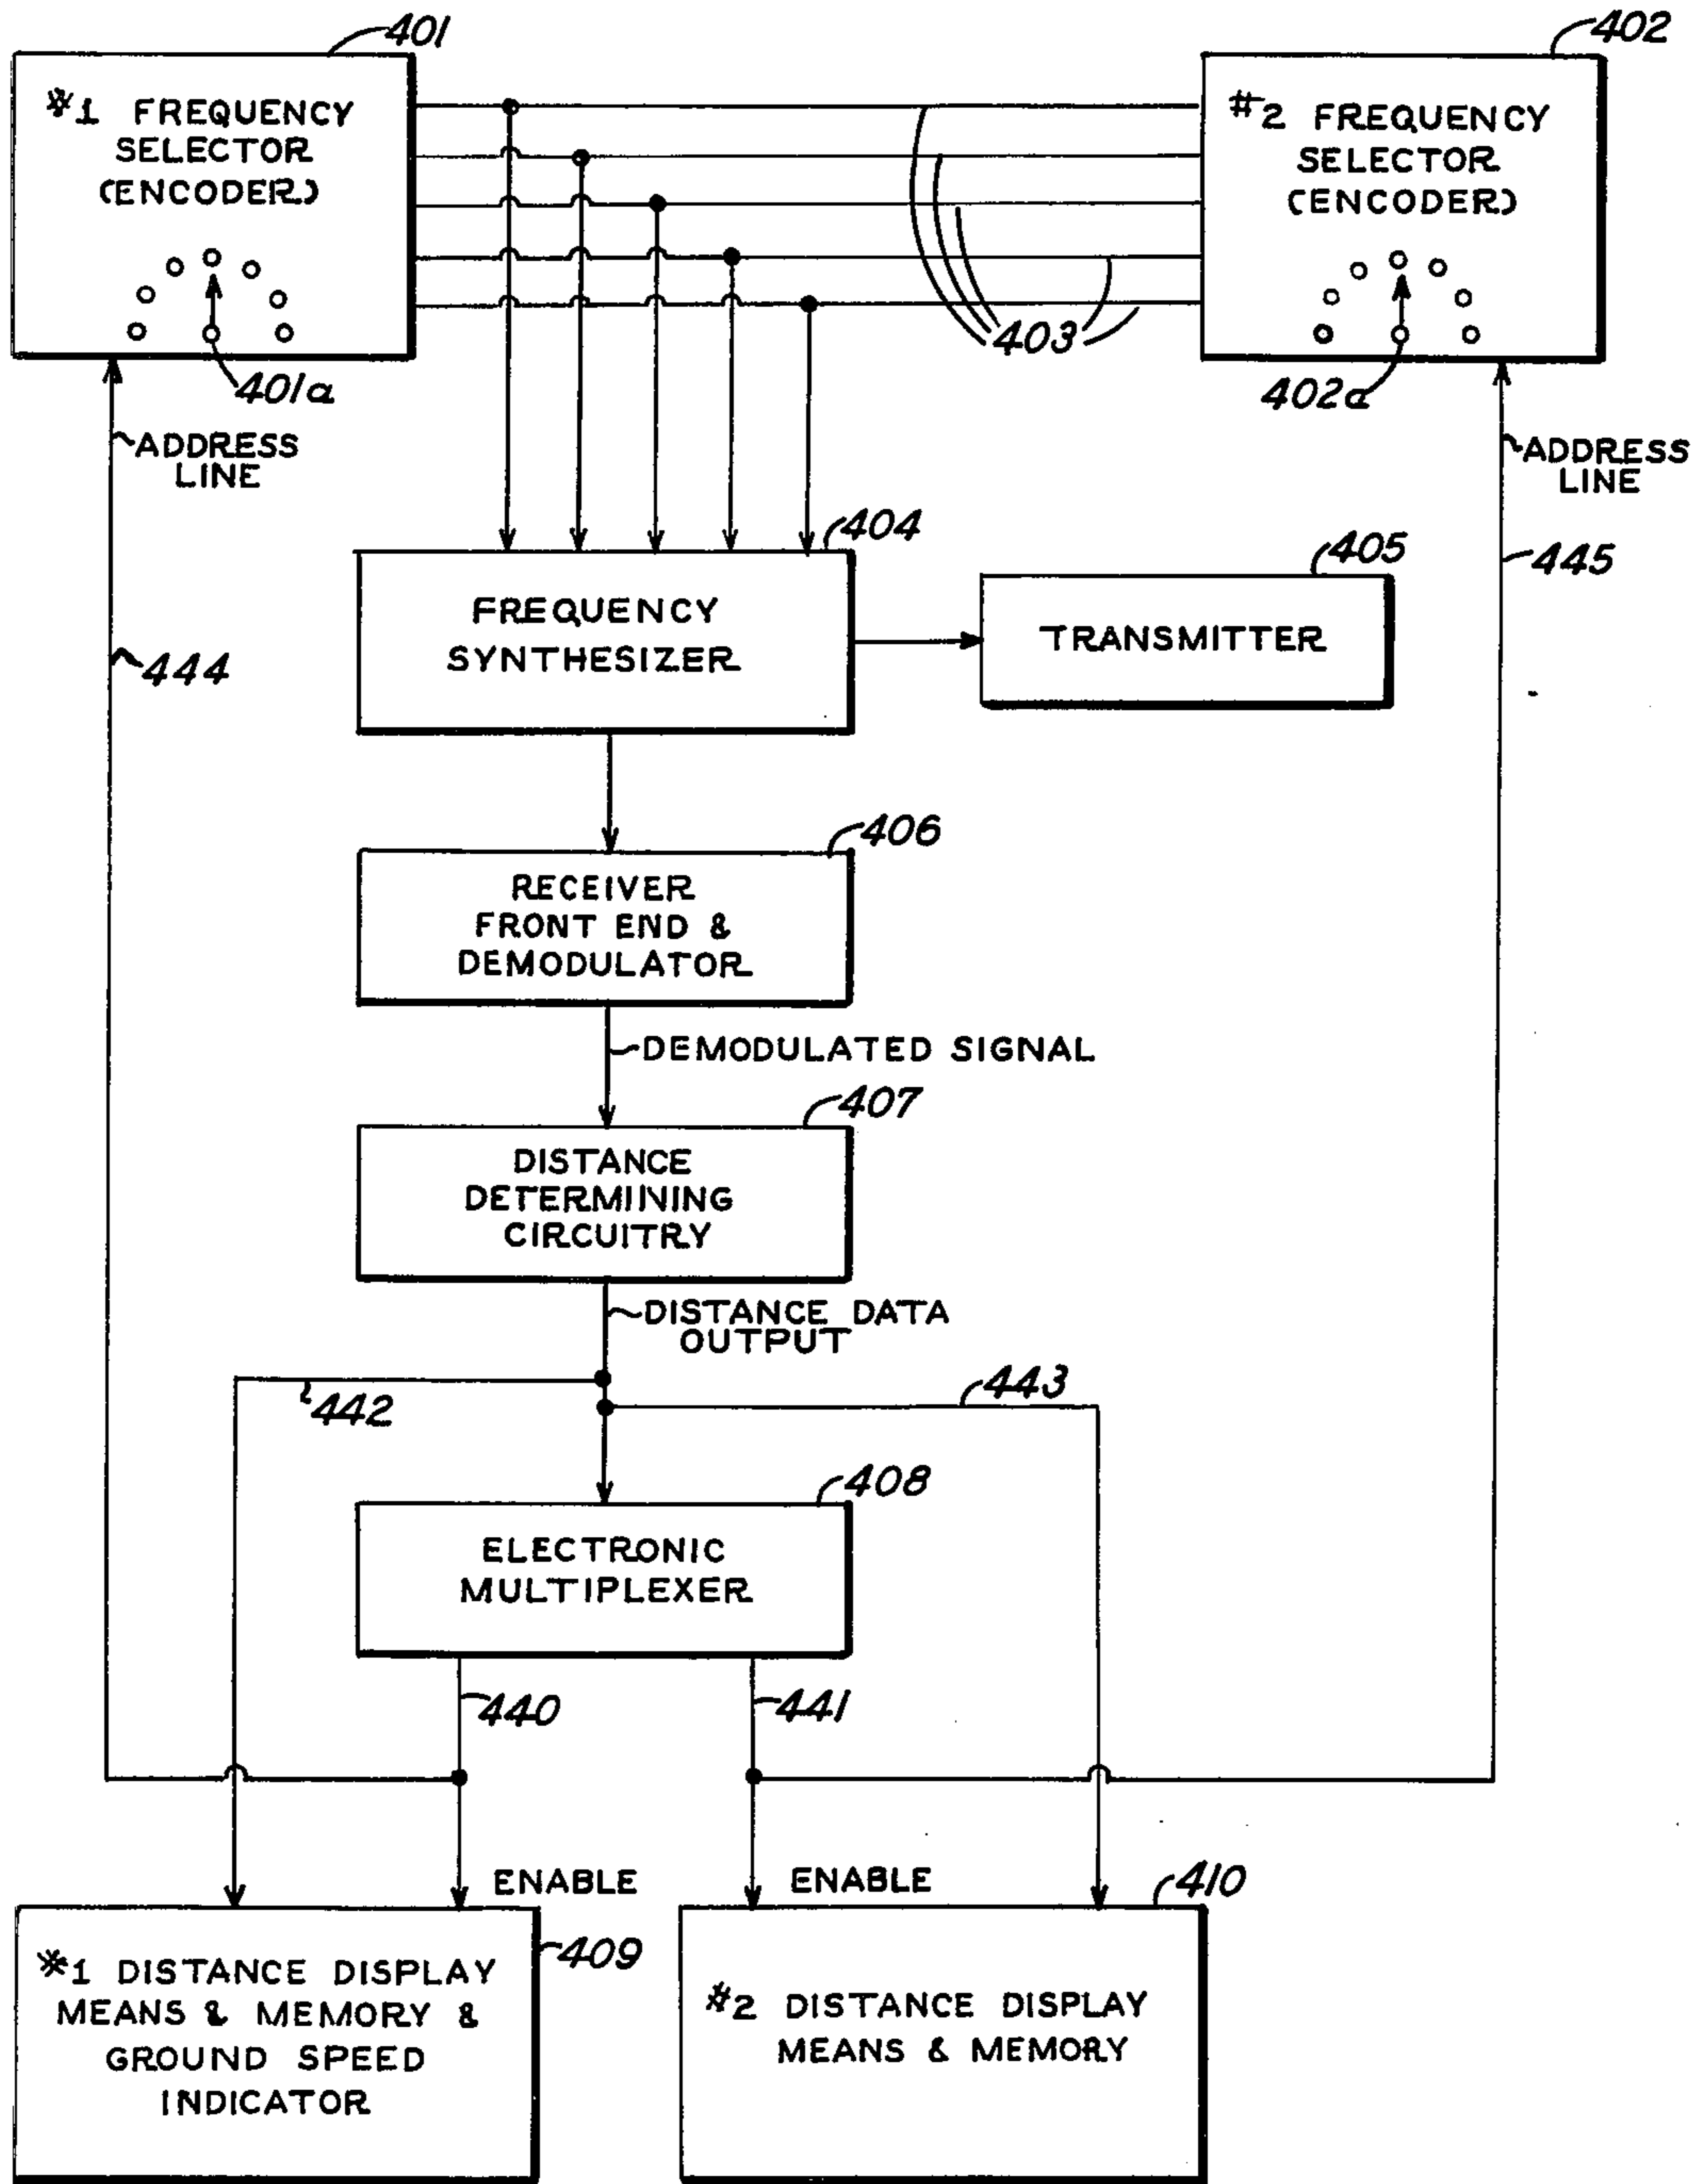 401
402
#1 FREQUENCY
SELECTOR
(ENCODER)
#2 FREQUENCY
SELECTOR
(ENCODER)
403
401a
402a
ADDRESS
LINE
ADDRESS
LINE
404
405
445
FREQUENCY
SYNTHESIZER
TRANSMITTER
444
406
RECEIVER
FRONT END &
DEMODULATOR
DEMODULATED SIGNAL
407
DISTANCE
DETERMINING
CIRCUITRY
DISTANCE DATA
OUTPUT
442
443
408
ELECTRONIC
MULTIPLEXER
440
441
ENABLE
ENABLE
410
409
#1 DISTANCE DISPLAY
MEANS & MEMORY &
GROUND SPEED
INDICATOR
#2 DISTANCE DISPLAY
MEANS & MEMORY